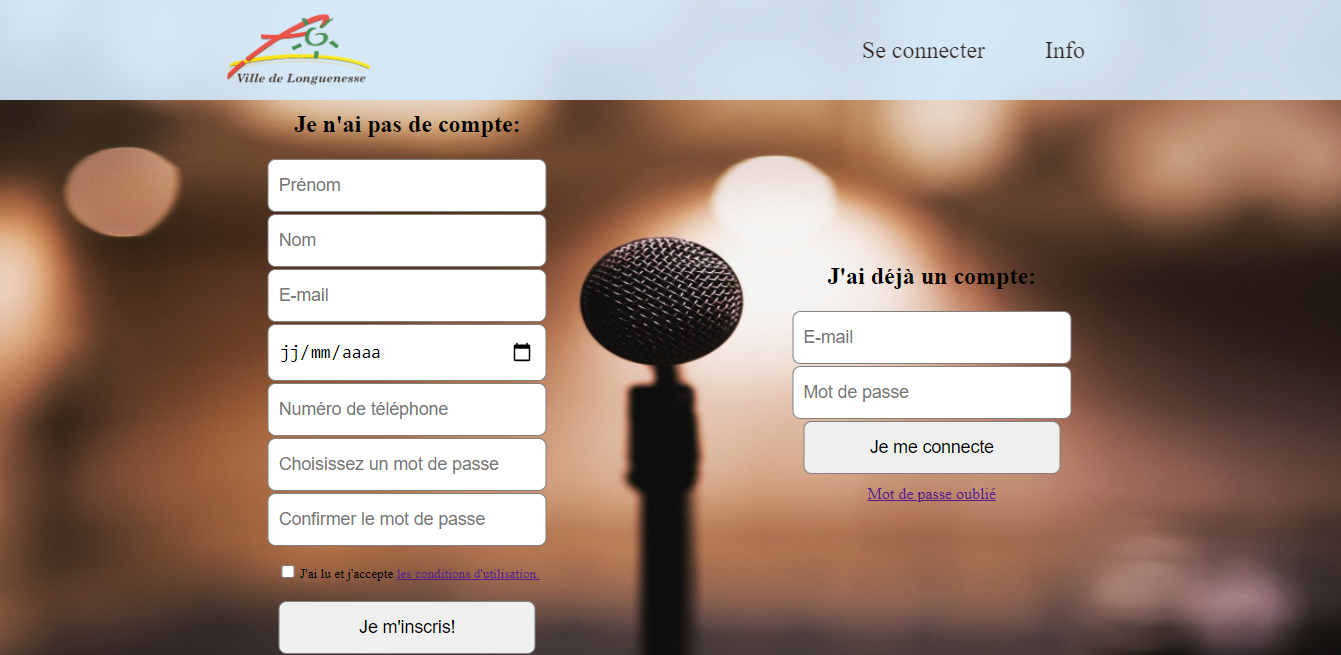 Ville de Longuenesse
Se connecter
Info
Je n'ai pas de compte:
Prénom
Nom
E-mail
jj/mm/aaaa
Numéro de téléphone
Choisissez un mot de passe
Confirmer le mot de passe
J'ai lu et j'accepte les conditions d'utilisation.
Je m'inscris!
J'ai déjà un compte:
E-mail
Mot de passe
Je me connecte
Mot de passe oublié